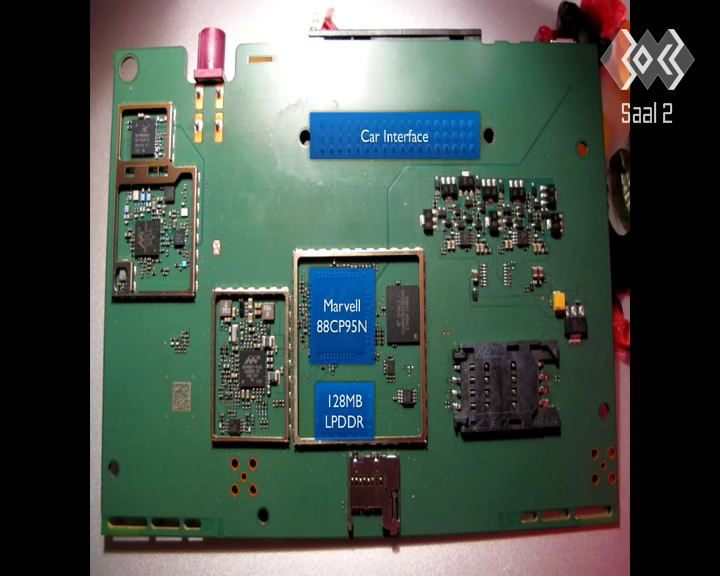 Saal 2
Car Interface
Marvell
88CP95N
128MB
LPDDR